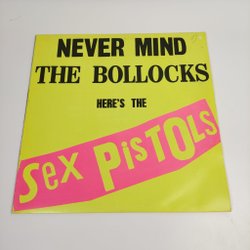 NEVER MIND
THE BOLLOCKS
HERE'S THE
SEX PiSTOLS